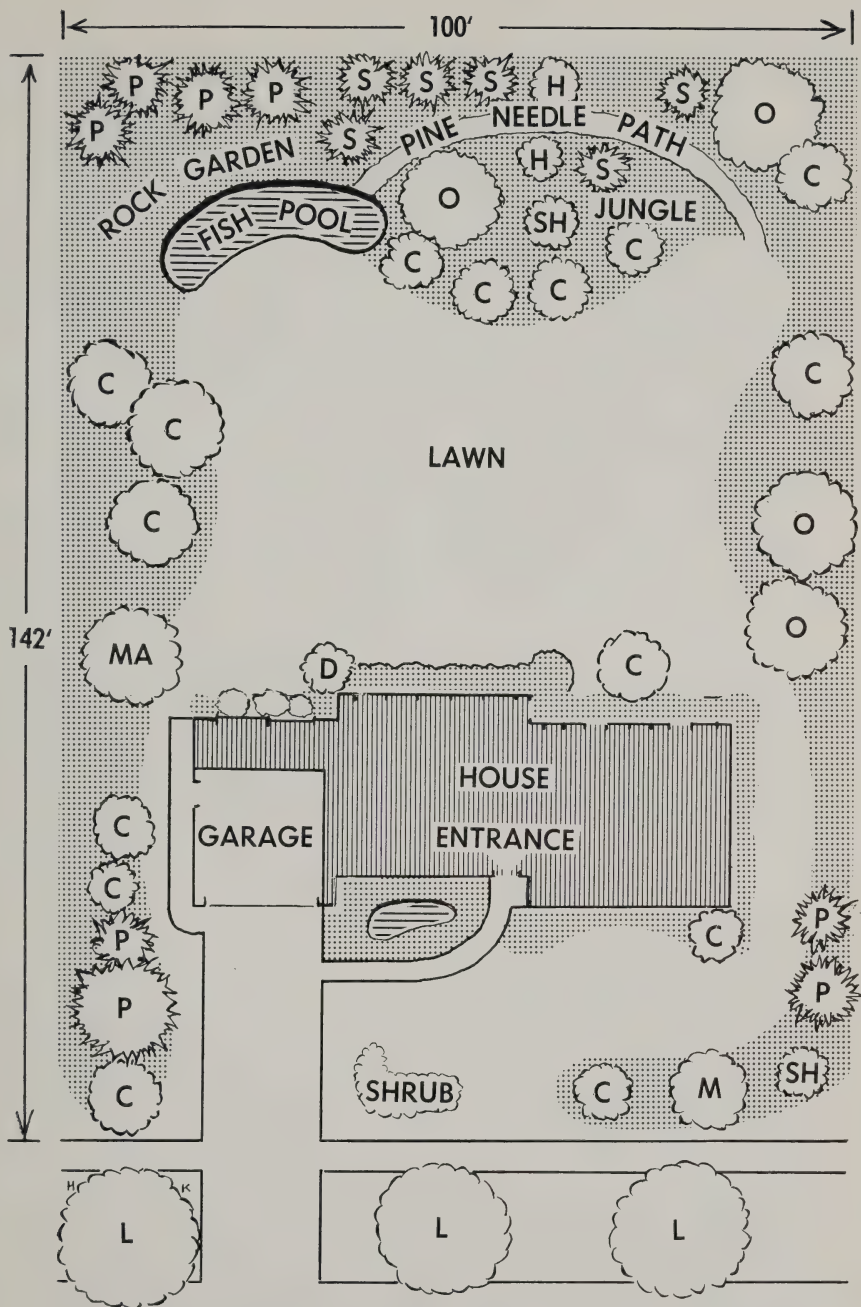 100'
P P P S S S H S O
P S PINE NEEDLE PATH
ROCK GARDEN H S C
FISH POOL O SH JUNGLE
C C C C
C C
C LAWN
C O
142' MA D C O
HOUSE
C GARAGE ENTRANCE
C
P C P
P P
C SHRUB C M SH
H K
L L L